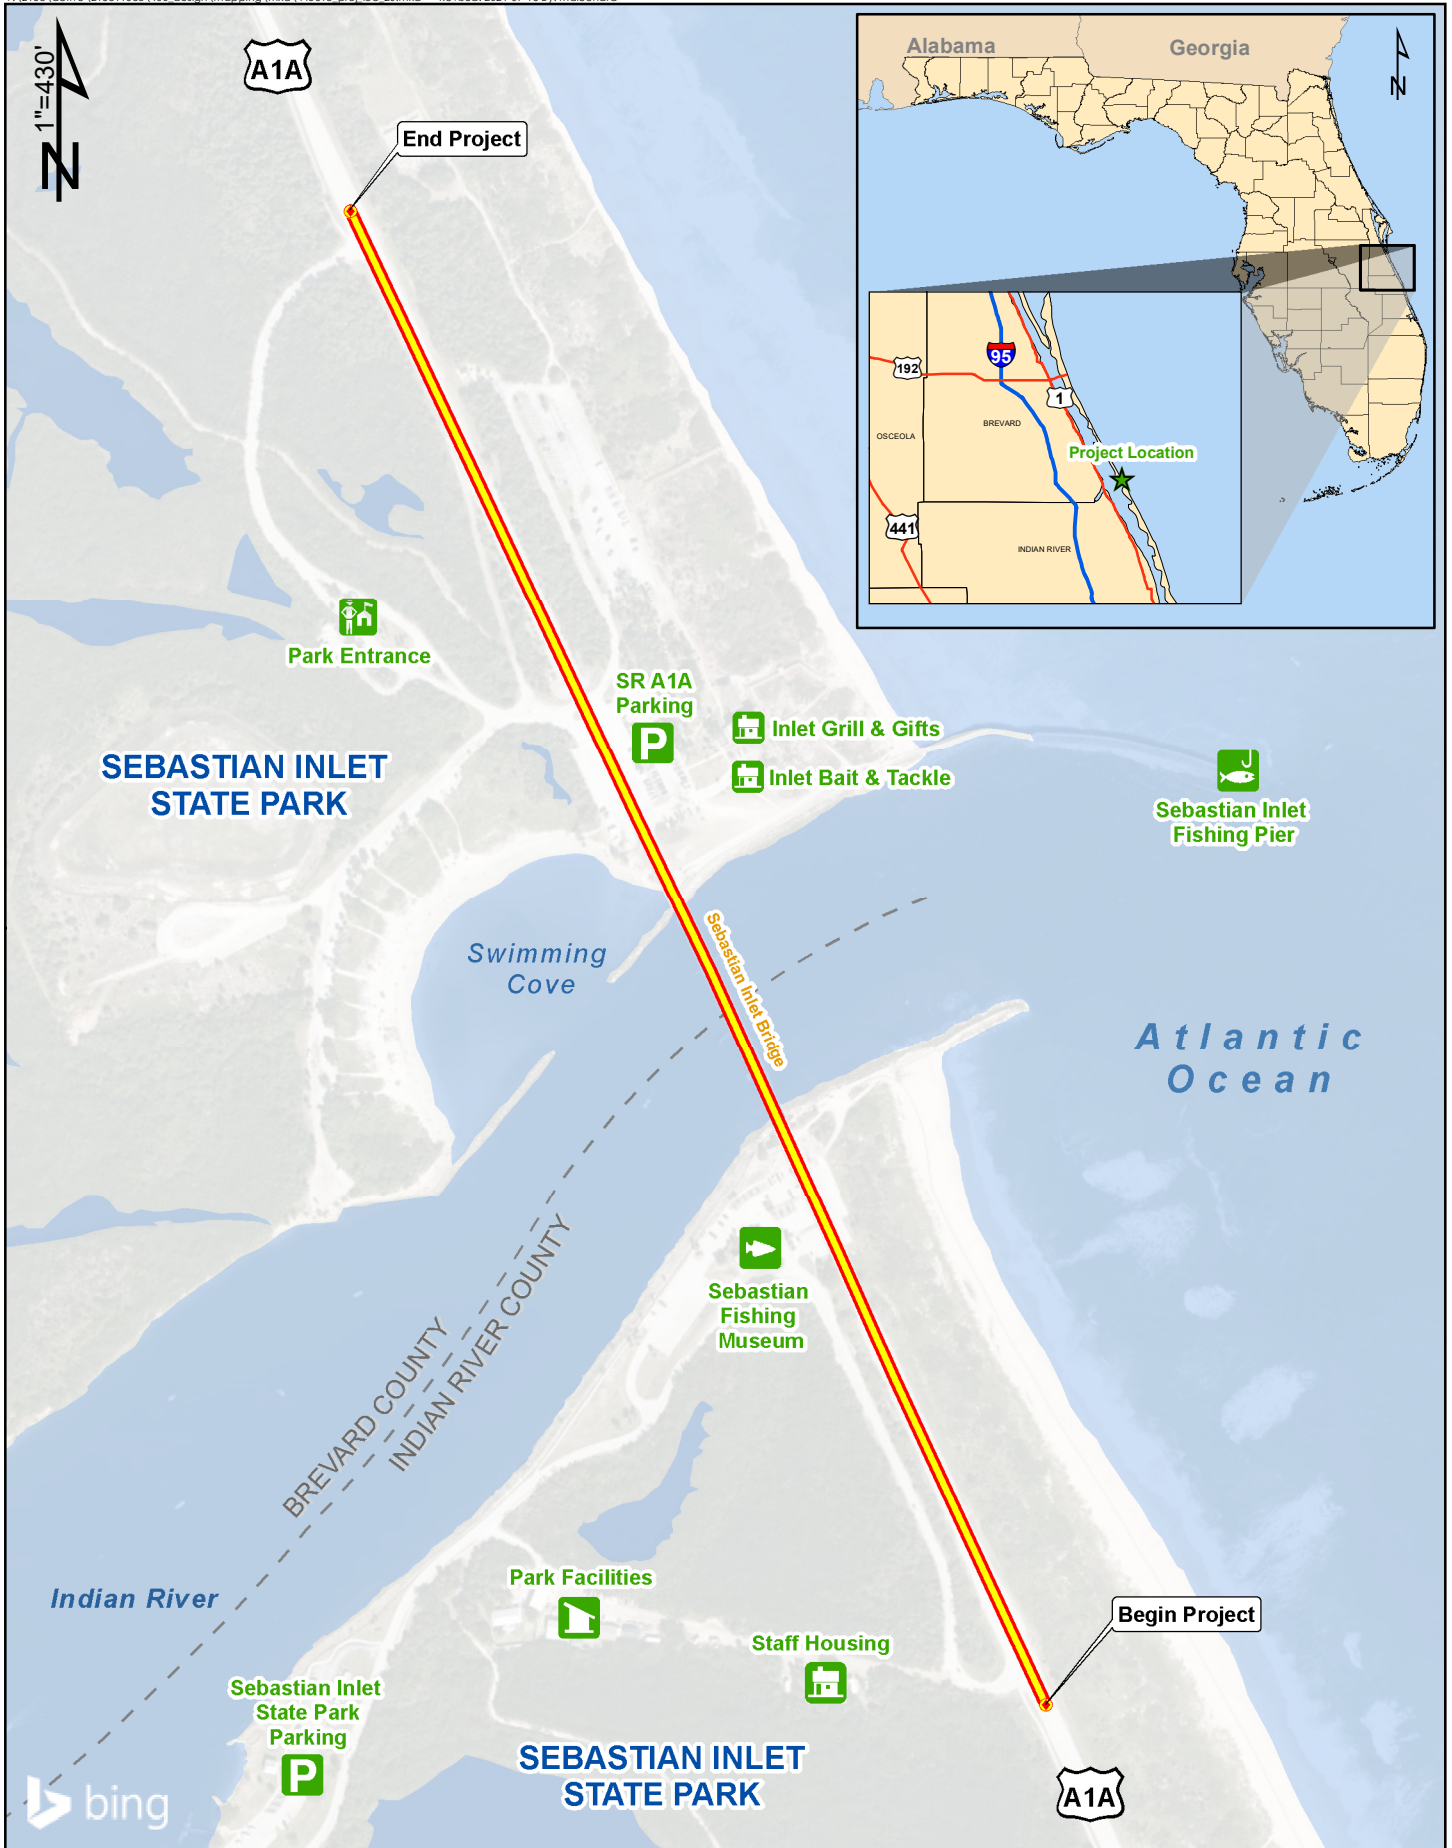 1"=430'
N
A1A
End Project
Alabama
Georgia
N
95
192
1
OSCEOLA
BREVARD
Project Location
441
INDIAN RIVER
Park Entrance
SR A1A
Parking
P
Inlet Grill & Gifts
Inlet Bait & Tackle
SEBASTIAN INLET
STATE PARK
Sebastian Inlet
Fishing Pier
Swimming
Cove
Sebastian Inlet Bridge
Atlantic
Ocean
Sebastian
Fishing
Museum
BREVARD COUNTY
INDIAN RIVER COUNTY
Indian River
Park Facilities
Begin Project
Staff Housing
Sebastian Inlet
State Park
Parking
P
SEBASTIAN INLET
STATE PARK
A1A
bing